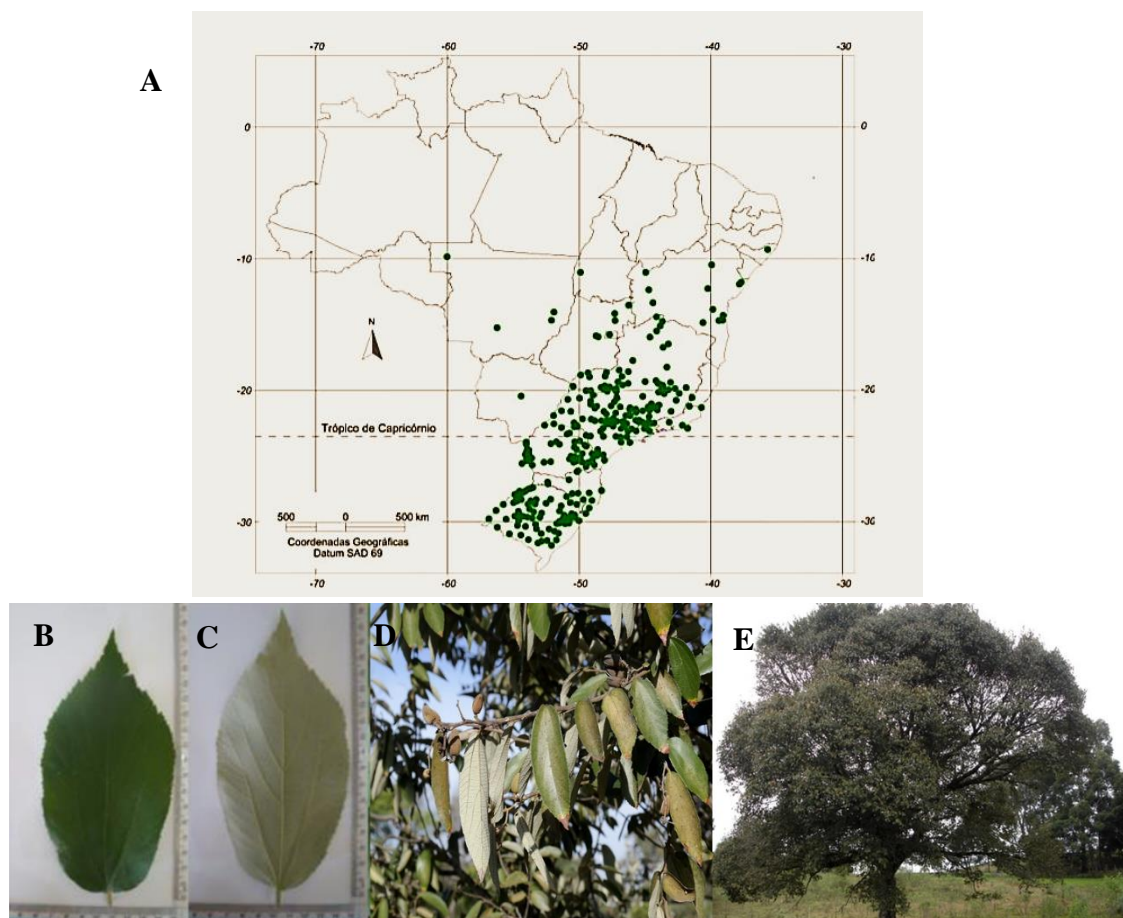 A
-70 -60 -50 -40 -30
0 0
-10 -10
N
-20 -20
Trópico de Capricórnio
-30 -30
500 0 500 km
Coordenadas Geográficas
Datum SAD 69
-70 -60 -50 -40 -30
B C D E